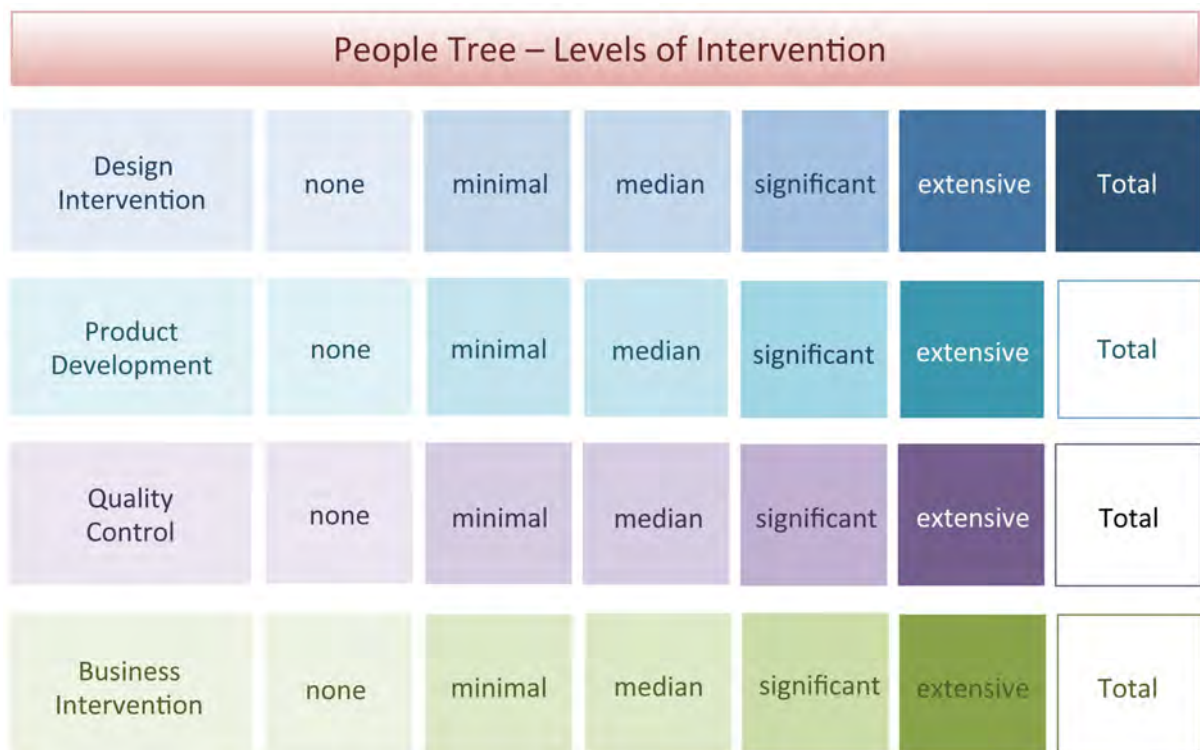 People Tree – Levels of Intervention
Design
Intervention
none
minimal
median
significant
extensive
Total
Product
Development
none
minimal
median
significant
extensive
Total
Quality
Control
none
minimal
median
significant
extensive
Total
Business
Intervention
none
minimal
median
significant
extensive
Total